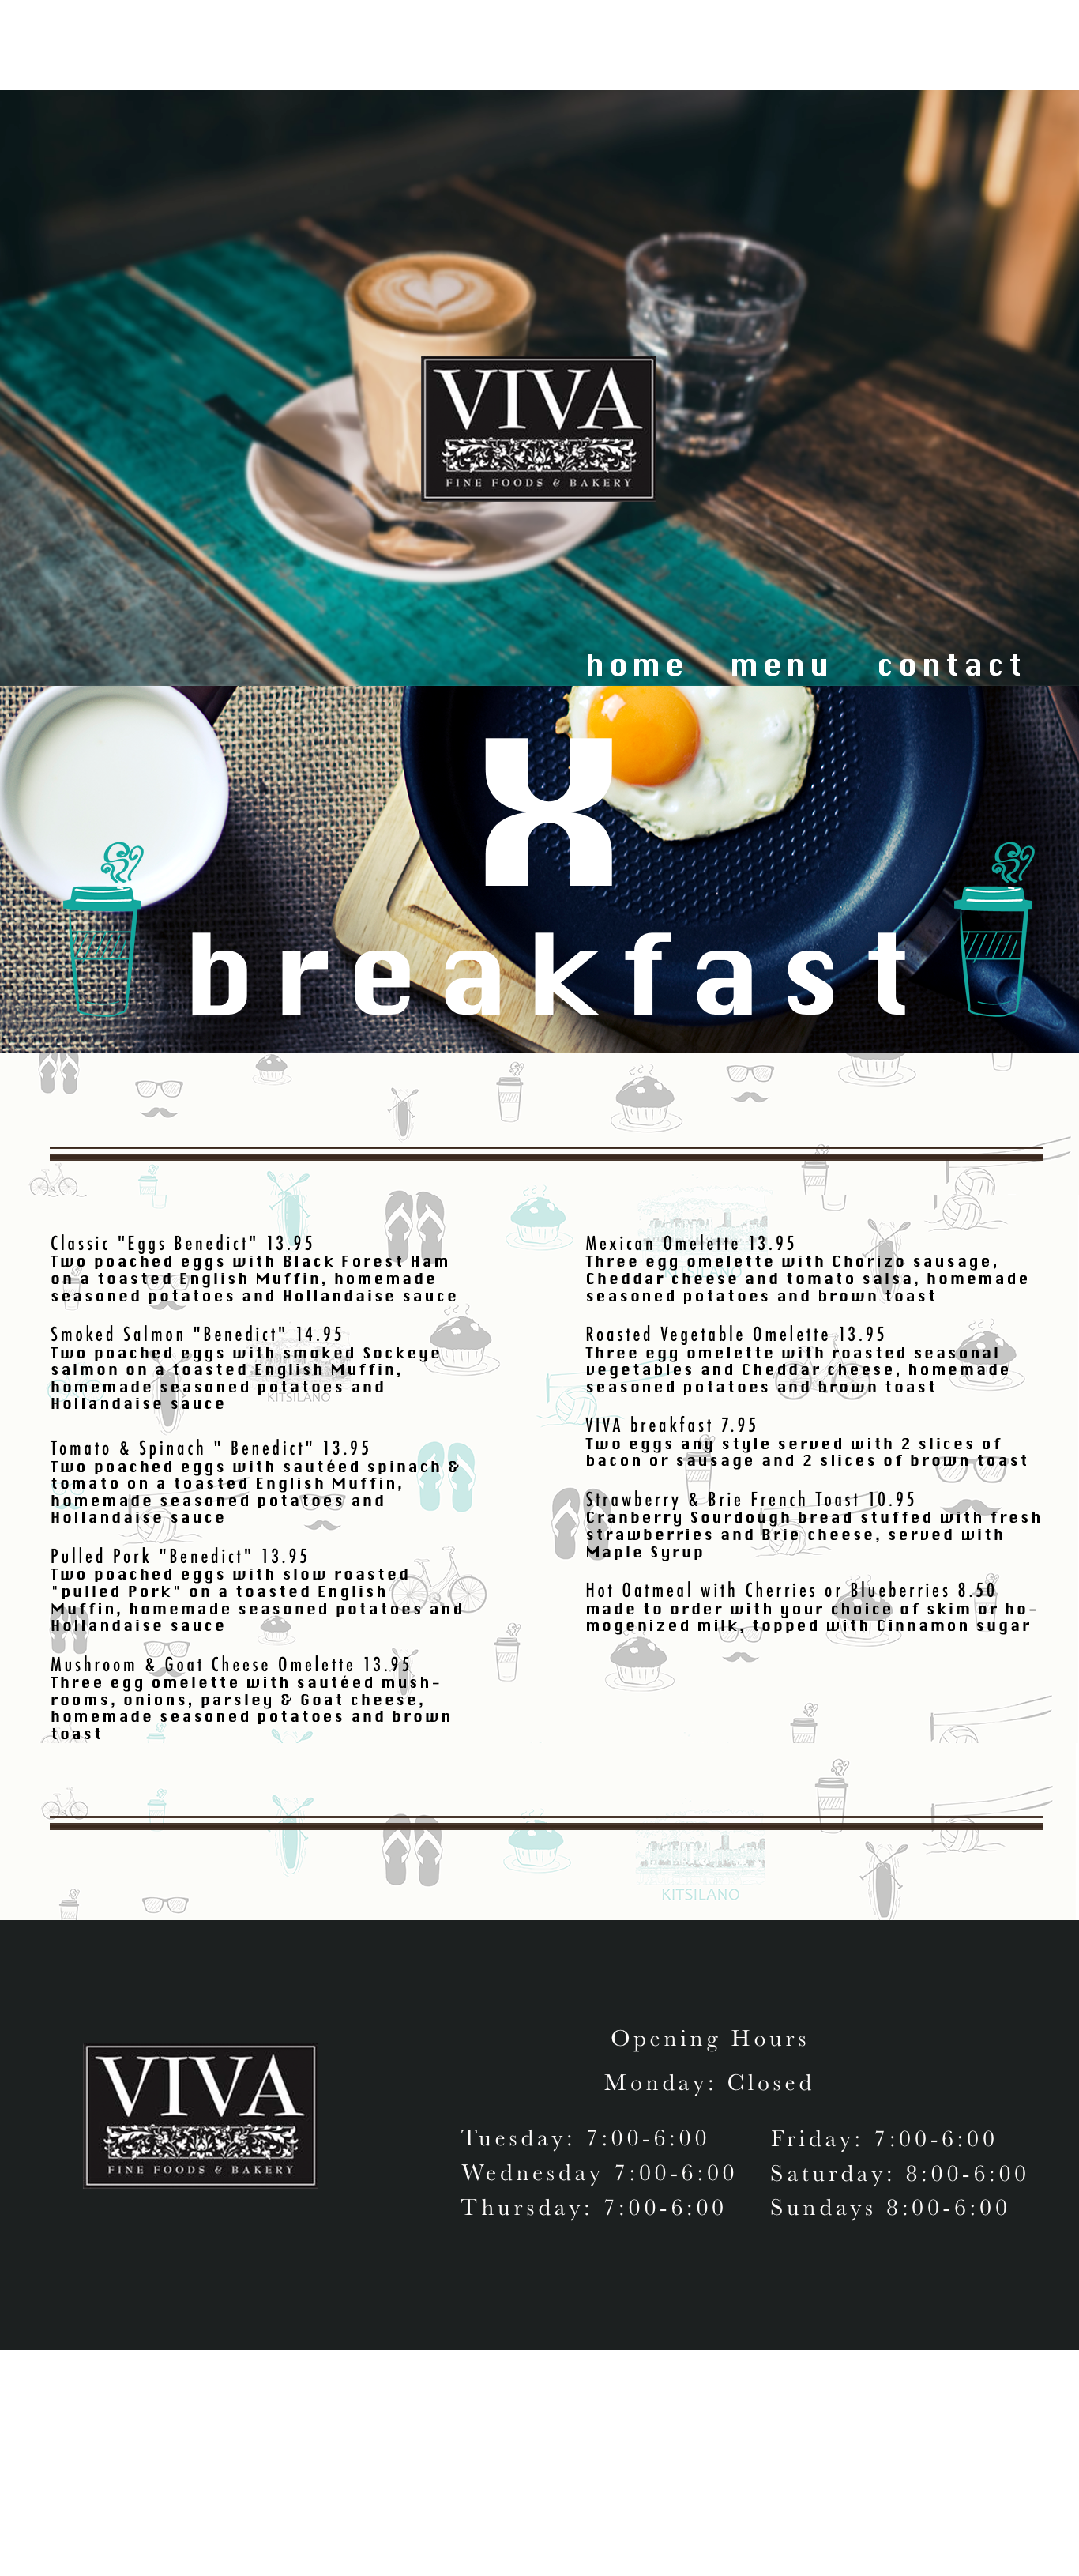 VIVA
FINE FOODS & BAKERY
home menu contact
X
breakfast
Classic "Eggs Benedict" 13.95
Two poached eggs with Black Forest Ham
on a toasted English Muffin, homemade
seasoned potatoes and Hollandaise sauce
Smoked Salmon "Benedict" 14.95
Two poached eggs with smoked Sockeye
salmon on a toasted English Muffin,
homemade seasoned potatoes and
Hollandaise sauce
KITSILANO
Tomato & Spinach " Benedict" 13.95
Two poached eggs with sautéed spinach &
tomato on a toasted English Muffin,
homemade seasoned potatoes and
Hollandaise sauce
Pulled Pork "Benedict" 13.95
Two poached eggs with slow roasted
"pulled Pork" on a toasted English
Muffin, homemade seasoned potatoes and
Hollandaise sauce
Mushroom & Goat Cheese Omelette 13.95
Three egg omelette with sautéed mush-
rooms, onions, parsley & Goat cheese,
homemade seasoned potatoes and brown
toast
Mexican Omelette 13.95
Three egg omelette with Chorizo sausage,
KITSILANO
Cheddar cheese and tomato salsa, homemade
seasoned potatoes and brown toast
Roasted Vegetable Omelette 13.95
Three egg omelette with roasted seasonal
vegetables and Cheddar cheese, homemade
seasoned potatoes and brown toast
VIVA breakfast 7.95
Two eggs any style served with 2 slices of
bacon or sausage and 2 slices of brown toast
Strawberry & Brie French Toast 10.95
Cranberry Sourdough bread stuffed with fresh
strawberries and Brie cheese, served with
Maple Syrup
Hot Oatmeal with Cherries or Blueberries 8.50
made to order with your choice of skim or ho-
mogenized milk, topped with Cinnamon sugar
KITSILANO
VIVA
FINE FOODS & BAKERY
Opening Hours
Monday: Closed
Tuesday: 7:00-6:00
Wednesday 7:00-6:00
Thursday: 7:00-6:00
Friday: 7:00-6:00
Saturday: 8:00-6:00
Sundays 8:00-6:00